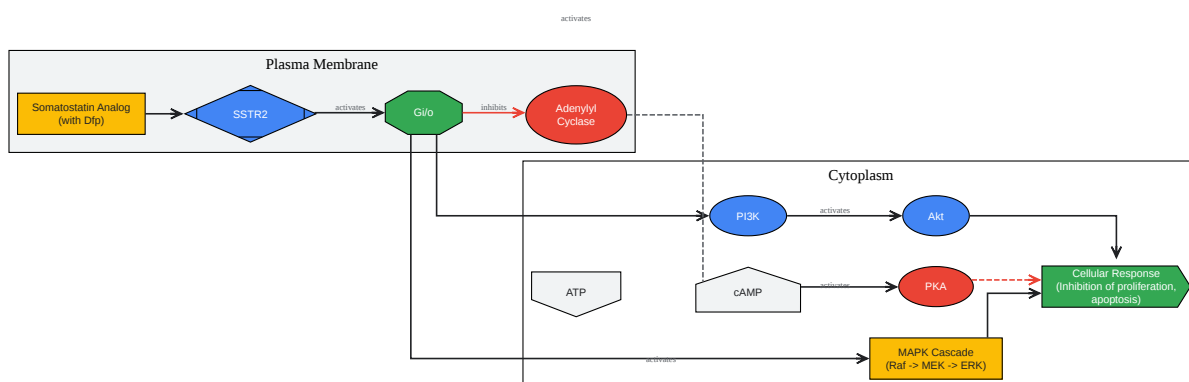 activates
Plasma Membrane
Somatostatin Analog
(with Dfp)
SSTR2
activates
Gi/o
inhibits
Adenylyl
Cyclase
Cytoplasm
PI3K
activates
Akt
ATP
cAMP
activates
PKA
Cellular Response
(Inhibition of proliferation,
apoptosis)
activates
MAPK Cascade
(Raf -> MEK -> ERK)